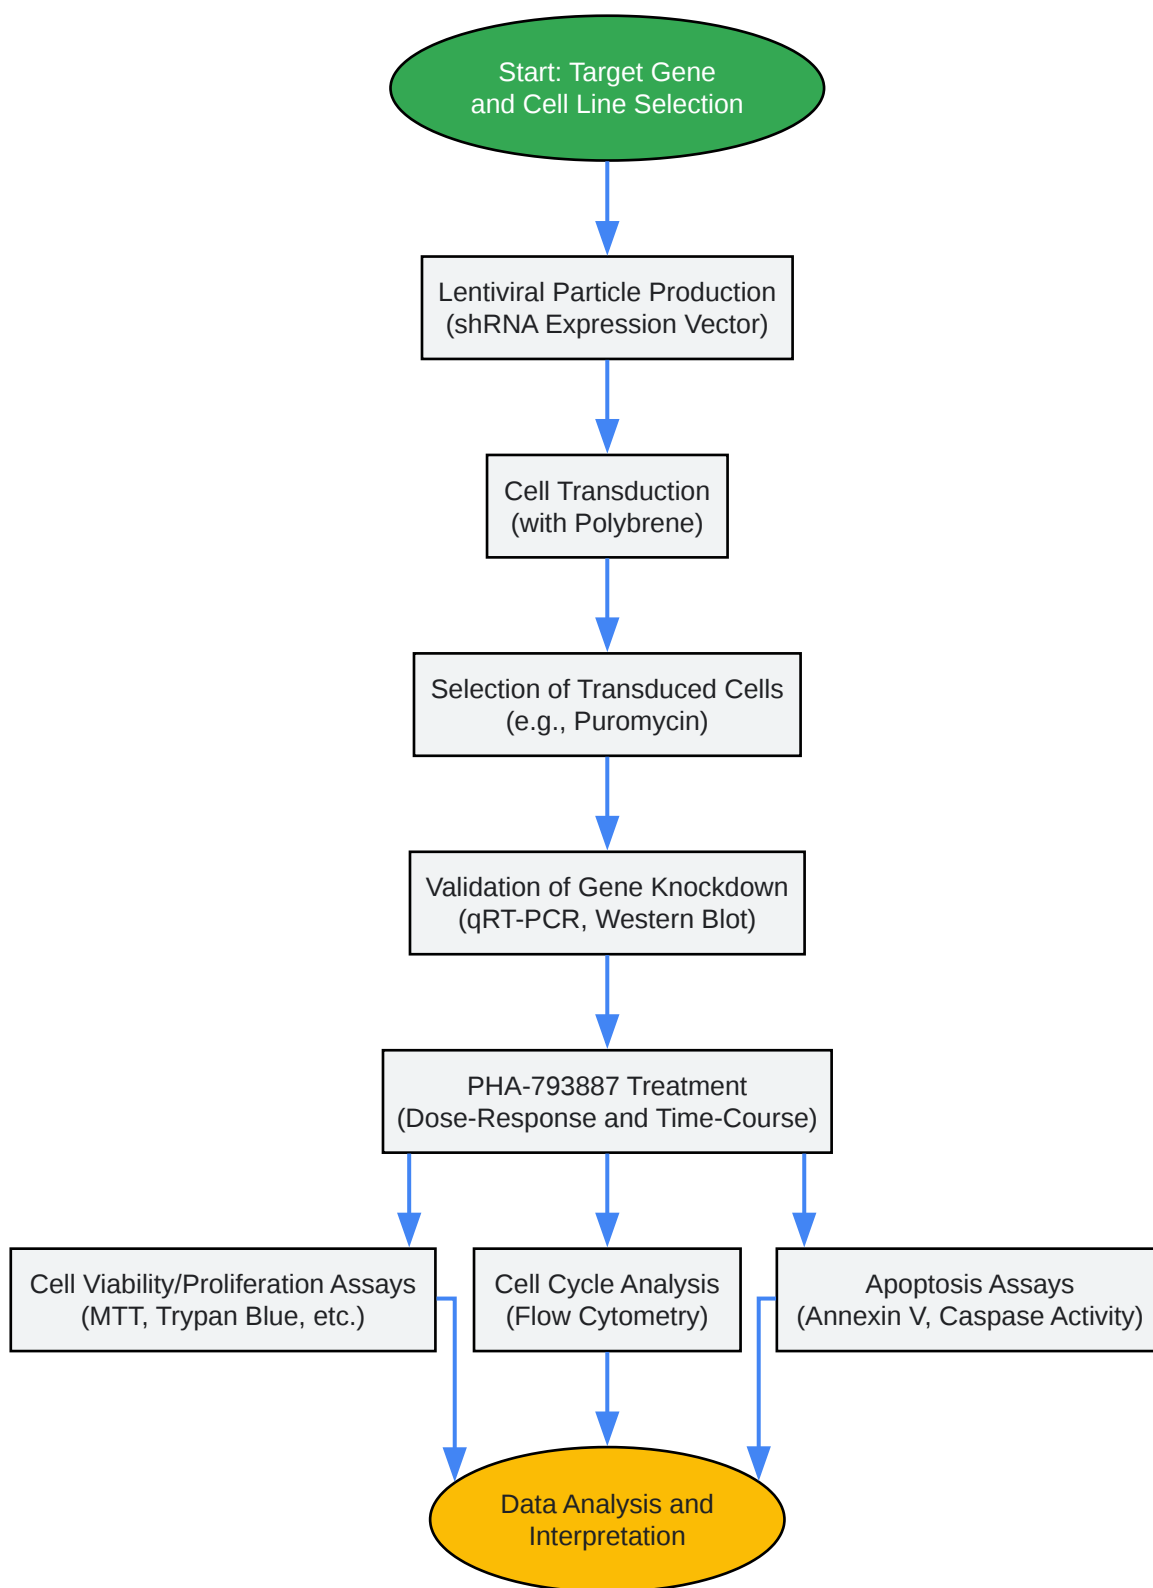 Start: Target Gene
and Cell Line Selection
Lentiviral Particle Production
(shRNA Expression Vector)
Cell Transduction
(with Polybrene)
Selection of Transduced Cells
(e.g., Puromycin)
Validation of Gene Knockdown
(qRT-PCR, Western Blot)
PHA-793887 Treatment
(Dose-Response and Time-Course)
Cell Viability/Proliferation Assays
(MTT, Trypan Blue, etc.)
Cell Cycle Analysis
(Flow Cytometry)
Apoptosis Assays
(Annexin V, Caspase Activity)
Data Analysis and
Interpretation